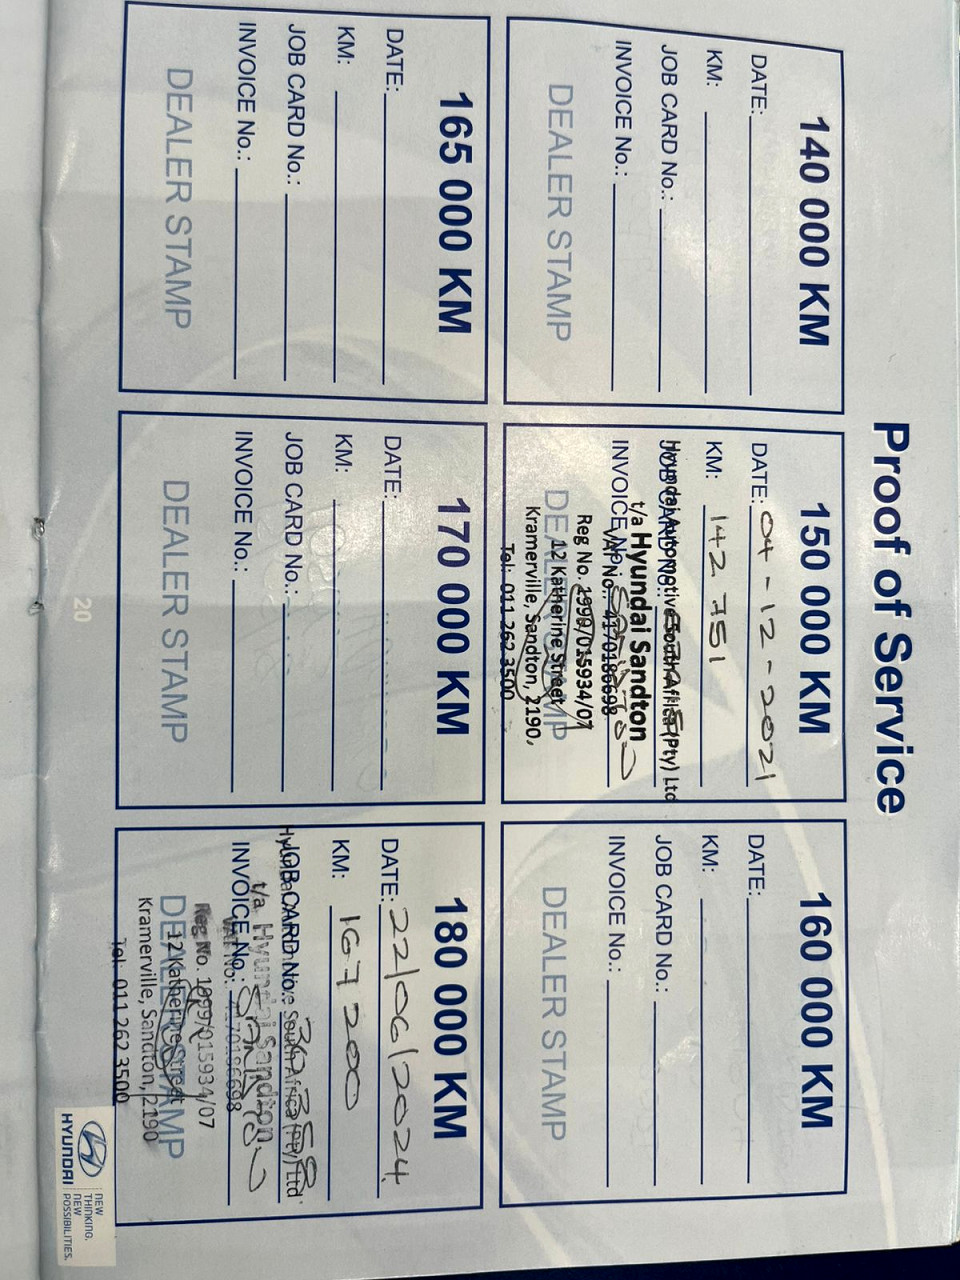 Proof of Service
140 000 KM
DATE:
KM:
JOB CARD No.:
INVOICE No.:
DEALER STAMP
150 000 KM
DATE: 04-12-2021
KM: 142 751
JOB CARD No.:
Hyundai Automotive South Africa (Pty) Ltd
t/a Hyundai Sandton
INVOICE No.:
VAT No.: 4170186698
Reg No. 1999/015934/07
DEALER STAMP
12 Katherine Street
Kramerville, Sandton, 2190,
Tel: 011 262 3500
160 000 KM
DATE:
KM:
JOB CARD No.:
INVOICE No.:
DEALER STAMP
165 000 KM
DATE:
KM:
JOB CARD No.:
INVOICE No.:
DEALER STAMP
170 000 KM
DATE:
KM:
JOB CARD No.:
INVOICE No.:
DEALER STAMP
180 000 KM
DATE: 22/06/2024
KM: 167 200
JOB CARD No.:
South Africa (Pty) Ltd
t/a Hyundai Sandton
INVOICE No.:
VAT No.: 4170186698
Reg No. 1999/015934/07
DEALER STAMP
12 Katherine Street
Kramerville, Sandton, 2190
Tel: 011 262 3500
20
HYUNDAI
NEW
THINKING.
NEW
POSSIBILITIES.